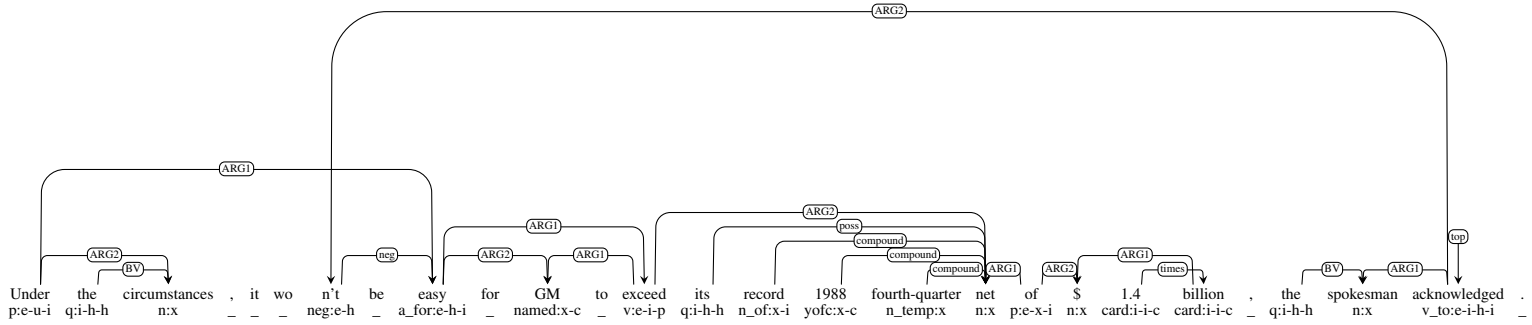 ARG2
ARG1
ARG2
ARG1 poss
compound
ARG2 neg ARG2 ARG1 compound ARG1 top
BV compound ARG1 ARG2 times BV ARG1
Under the circumstances , it wo n't be easy for GM to exceed its record 1988 fourth-quarter net of $ 1.4 billion , the spokesman acknowledged .
p:e-u-i q:i-h-h n:x _ _ _ neg:e-h _ a_for:e-h-i _ named:x-c _ v:e-i-p q:i-h-h n_of:x-i yofc:x-c n_temp:x n:x p:e-x-i n:x card:i-i-c card:i-i-c _ q:i-h-h n:x v_to:e-i-h-i _